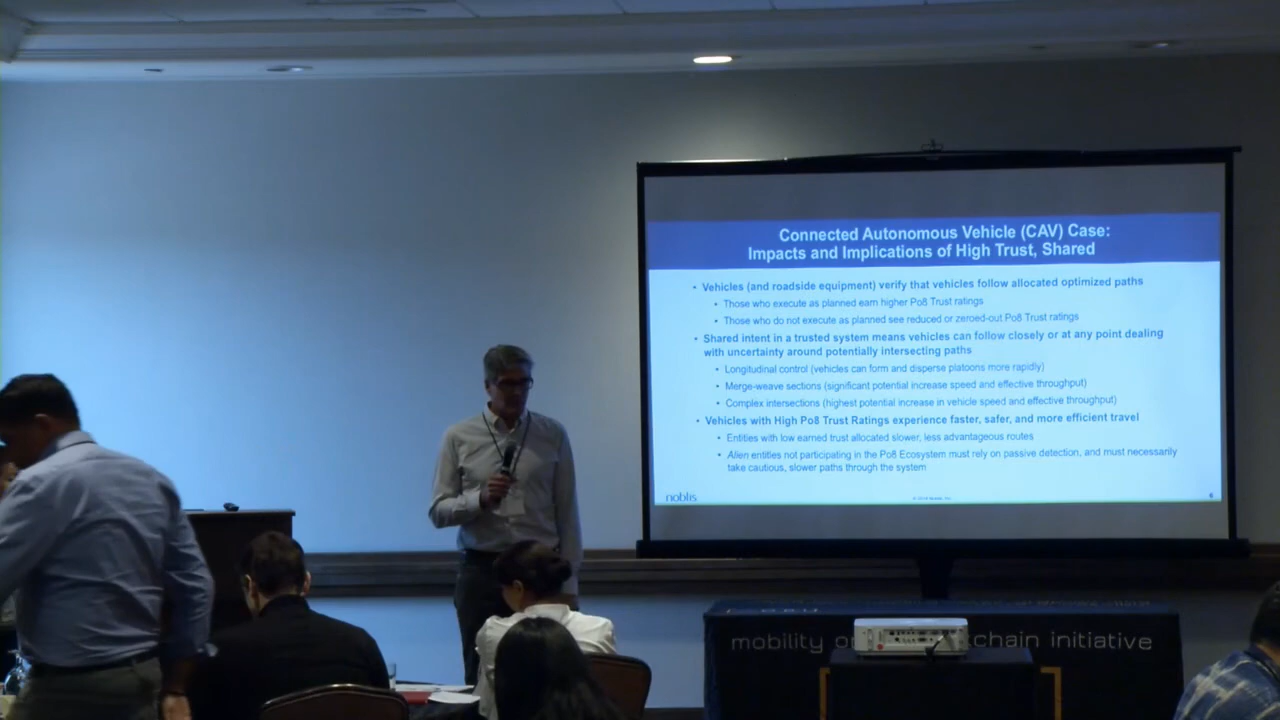 Connected Autonomous Vehicle (CAV) Case:
Impacts and Implications of High Trust, Shared
• Vehicles (and roadside equipment) verify that vehicles follow allocated optimized paths
• Those who execute as planned earn higher Po8 Trust ratings
• Those who do not execute as planned see reduced or zeroed-out Po8 Trust ratings
• Shared intent in a trusted system means vehicles can follow closely or at any point dealing
with uncertainty around potentially intersecting paths
• Longitudinal control (vehicles can form and disperse platoons more rapidly)
• Merge-weave sections (significant potential increase speed and effective throughput)
• Complex intersections (highest potential increase in vehicle speed and effective throughput)
• Vehicles with High Po8 Trust Ratings experience faster, safer, and more efficient travel
• Entities with low earned trust allocated slower, less advantageous routes
• Alien entities not participating in the Po8 Ecosystem must rely on passive detection, and must necessarily
take cautious, slower paths through the system
noblis
6
mobility kchain initiative